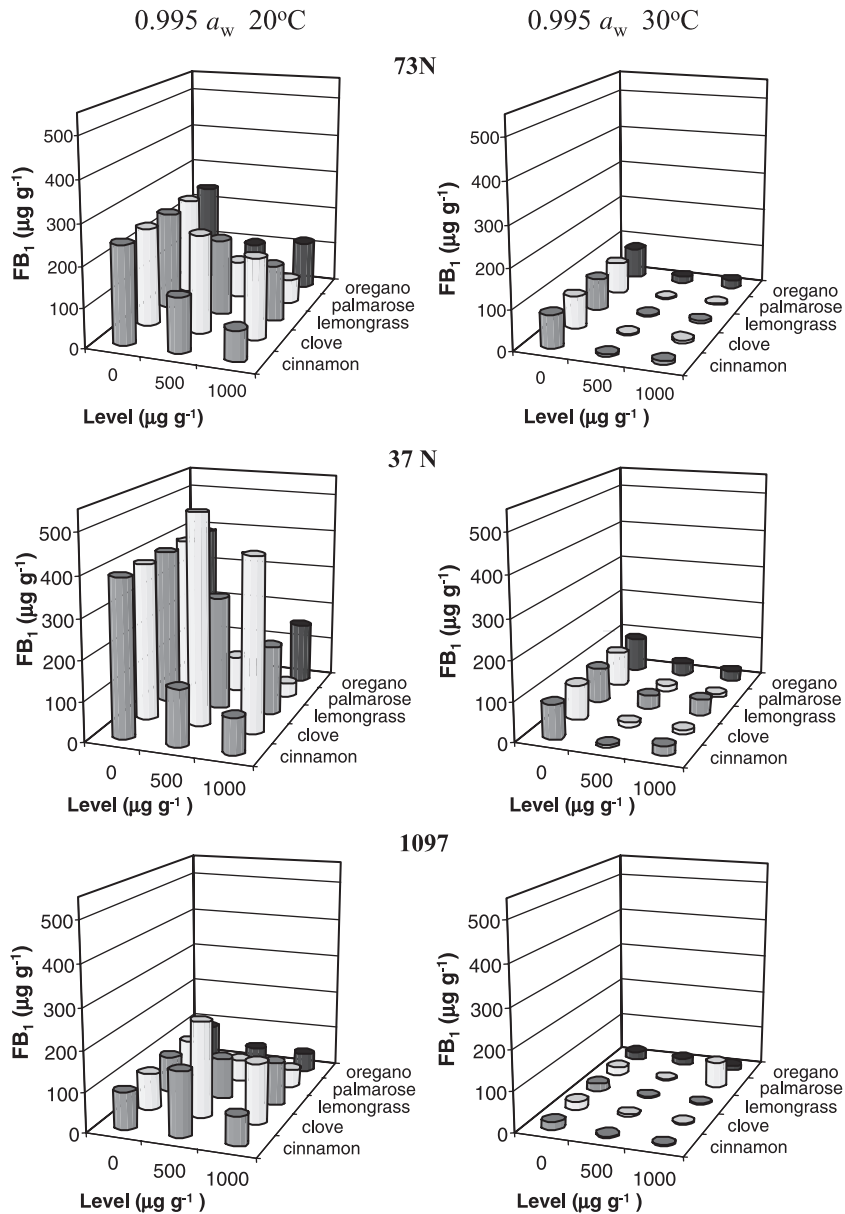 0.995 a_w 20°C
0.995 a_w 30°C
73N
500
400
300
200
100
0
FB₁ (µg g⁻¹)
0
500
1000
Level (µg g⁻¹)
oregano
palmarose
lemongrass
clove
cinnamon
500
400
300
200
100
0
FB₁ (µg g⁻¹)
0
500
1000
Level (µg g⁻¹)
oregano
palmarose
lemongrass
clove
cinnamon
37 N
500
400
300
200
100
0
FB₁ (µg g⁻¹)
0
500
1000
Level (µg g⁻¹ )
oregano
palmarose
lemongrass
clove
cinnamon
500
400
300
200
100
0
FB₁ (µg g⁻¹)
0
500
1000
Level (µg g⁻¹ )
oregano
palmarose
lemongrass
clove
cinnamon
1097
500
400
300
200
100
0
FB₁ (µg g⁻¹)
0
500
1000
Level (µg g⁻¹)
oregano
palmarose
lemongrass
clove
cinnamon
500
400
300
200
100
0
FB₁ (µg g⁻¹)
0
500
1000
Level (µg g⁻¹)
oregano
palmarose
lemongrass
clove
cinnamon